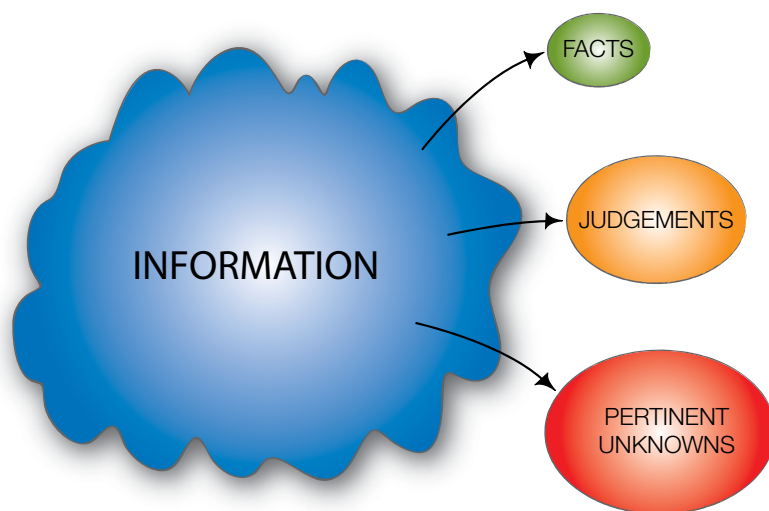 FACTS
JUDGEMENTS
INFORMATION
PERTINENT
UNKNOWNS